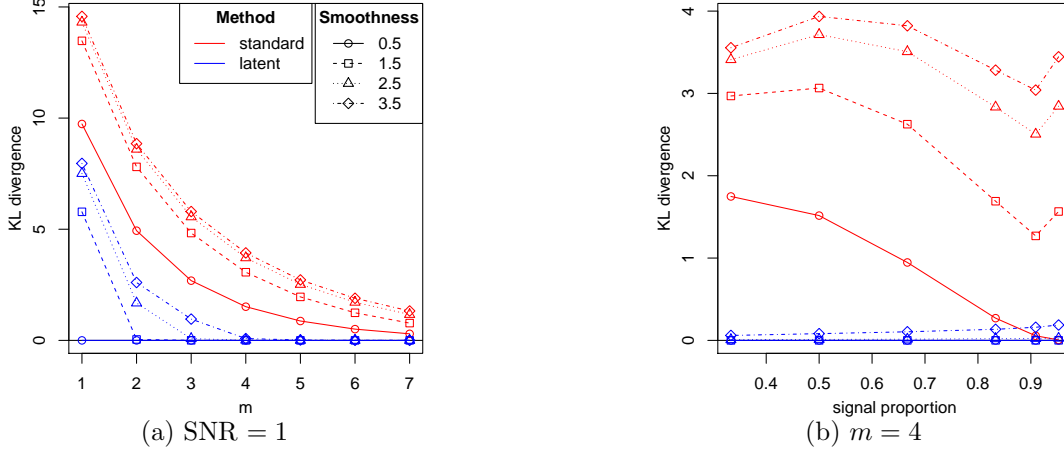 KL divergence
15
10
5
0
1 2 3 4 5 6 7
m
Method
standard
latent
Smoothness
0.5
1.5
2.5
3.5
(a) SNR = 1
KL divergence
4
3
2
1
0
0.4 0.5 0.6 0.7 0.8 0.9
signal proportion
(b) m = 4